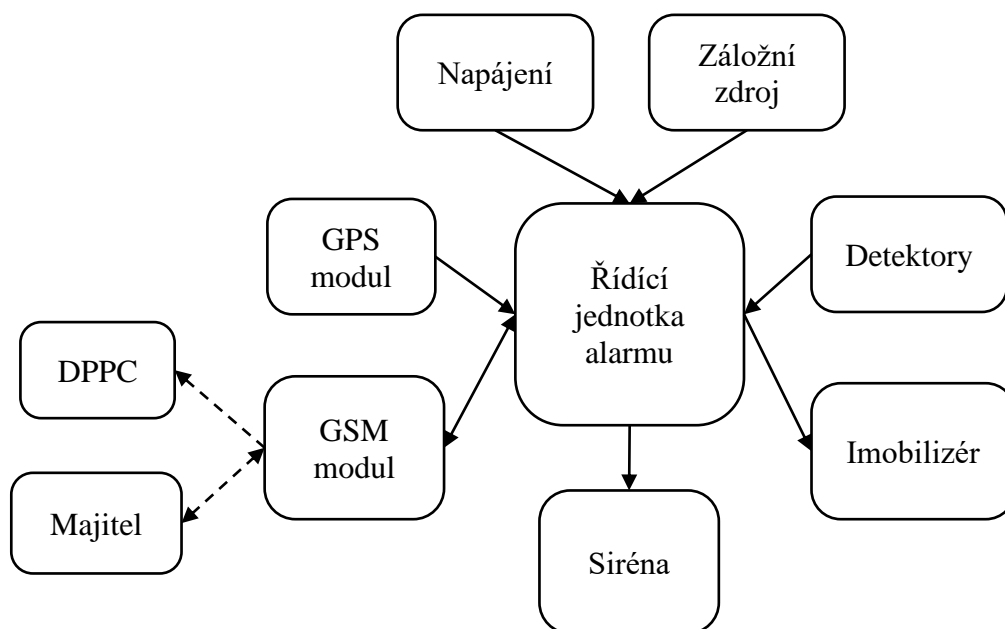 Napájení
Záložní
zdroj
GPS
modul
Řídící
jednotka
alarmu
Detektory
DPPC
GSM
modul
Imobilizér
Majitel
Siréna